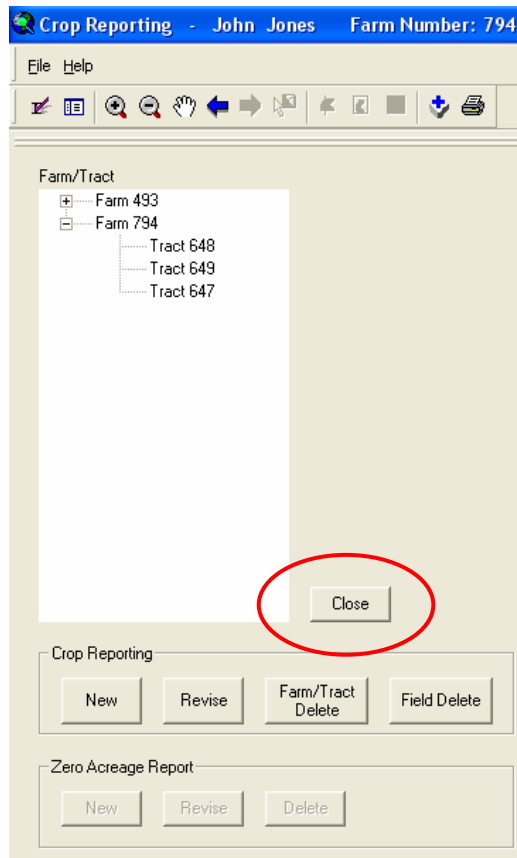 Crop Reporting - John Jones Farm Number: 794
File Help
Farm/Tract
Farm 493
Farm 794
Tract 648
Tract 649
Tract 647
Close
Crop Reporting
New Revise Farm/Tract Delete Field Delete
Zero Acreage Report
New Revise Delete